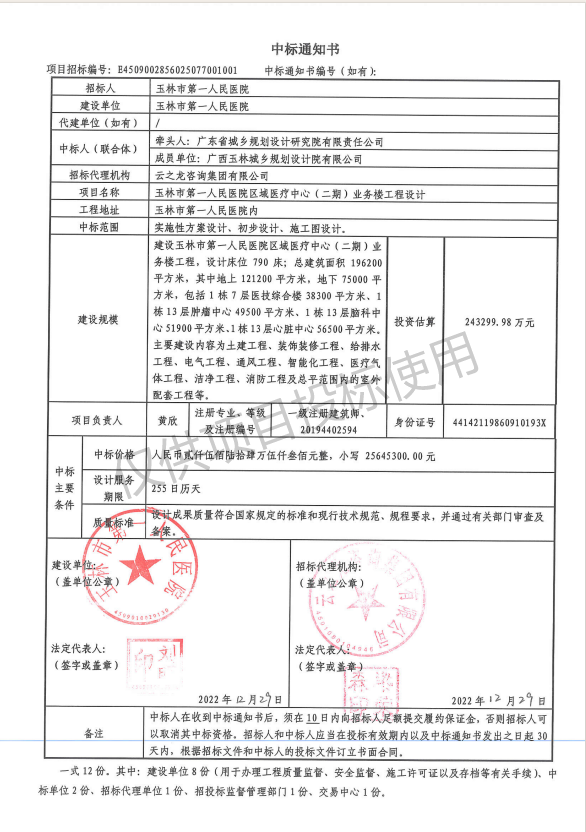 中标通知书
项目招标编号：E4509002856025077001001 中标通知书编号（如有）：
招标人 玉林市第一人民医院
建设单位 玉林市第一人民医院
代建单位（如有） /
中标人（联合体） 牵头人：广东省城乡规划设计研究院有限责任公司
成员单位：广西玉林城乡规划设计院有限公司
招标代理机构 云之龙咨询集团有限公司
项目名称 玉林市第一人民医院区域医疗中心（二期）业务楼工程设计
工程地址 玉林市第一人民医院内
中标范围 实施性方案设计、初步设计、施工图设计。
建设规模
建设玉林市第一人民医院区域医疗中心（二期）业
务楼工程，设计床位 790 床；总建筑面积 196200
平方米，其中地上 121200 平方米，地下 75000 平
方米，包括 1 栋 7 层医技综合楼 38300 平方米、1
栋 13 层肿瘤中心 49500 平方米、1 栋 13 层脑科中
心 51900 平方米、1 栋 13 层心脏中心 56500 平方米。
主要建设内容为土建工程、装饰装修工程、给排水
工程、电气工程、通风工程、智能化工程、医疗气
体工程、洁净工程、消防工程及总平范围内的室外
配套工程等。
投资估算 243299.98 万元
项目负责人 黄欣 注册专业、等级
及注册编号 一级注册建筑师、
20194402594 身份证号 44142119860910193X
中标
主要
条件
中标价格 人民币贰仟伍佰陆拾肆万伍仟叁佰元整，小写 25645300.00 元
设计服务
期限 255 日历天
质量标准 设计成果质量符合国家规定的标准和现行技术规范、规程要求，并通过有关部门审查及
备案。
建设单位：
（盖单位公章）
招标代理机构：
（盖单位公章）
玉林市第一人民医院
法定代表人：
（签字或盖章）
法定代表人：
（签字或盖章）
2022 年 12 月 29 日
2022 年 12 月 29 日
备注
中标人在收到中标通知书后，须在 10 日内向招标人足额提交履约保证金，否则招标人可
以取消其中标资格。招标人和中标人应当在投标有效期内以及中标通知书发出之日起 30
天内，根据招标文件和中标人的投标文件订立书面合同。
一式 12 份。其中：建设单位 8 份（用于办理工程质量监督、安全监督、施工许可证以及存档等有关手续）、中
标单位 2 份、招标代理单位 1 份、招投标监督管理部门 1 份、交易中心 1 份。
仅供项目投标使用